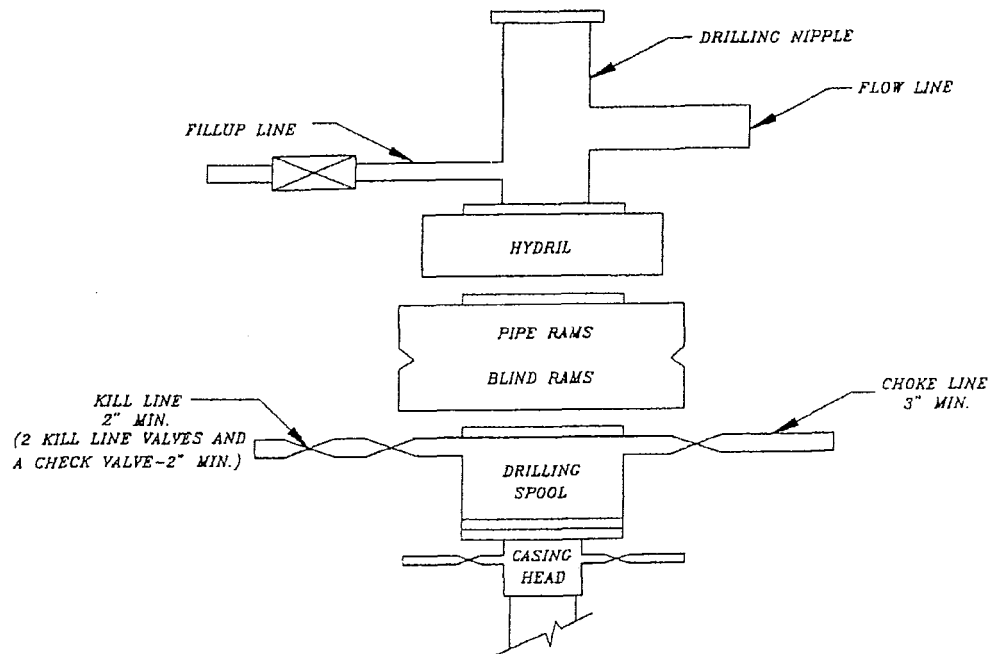 DRILLING NIPPLE
FLOW LINE
FILLUP LINE
HYDRIL
PIPE RAMS
BLIND RAMS
KILL LINE
2" MIN.
(2 KILL LINE VALVES AND
A CHECK VALVE-2" MIN.)
CHOKE LINE
3" MIN.
DRILLING
SPOOL
CASING
HEAD